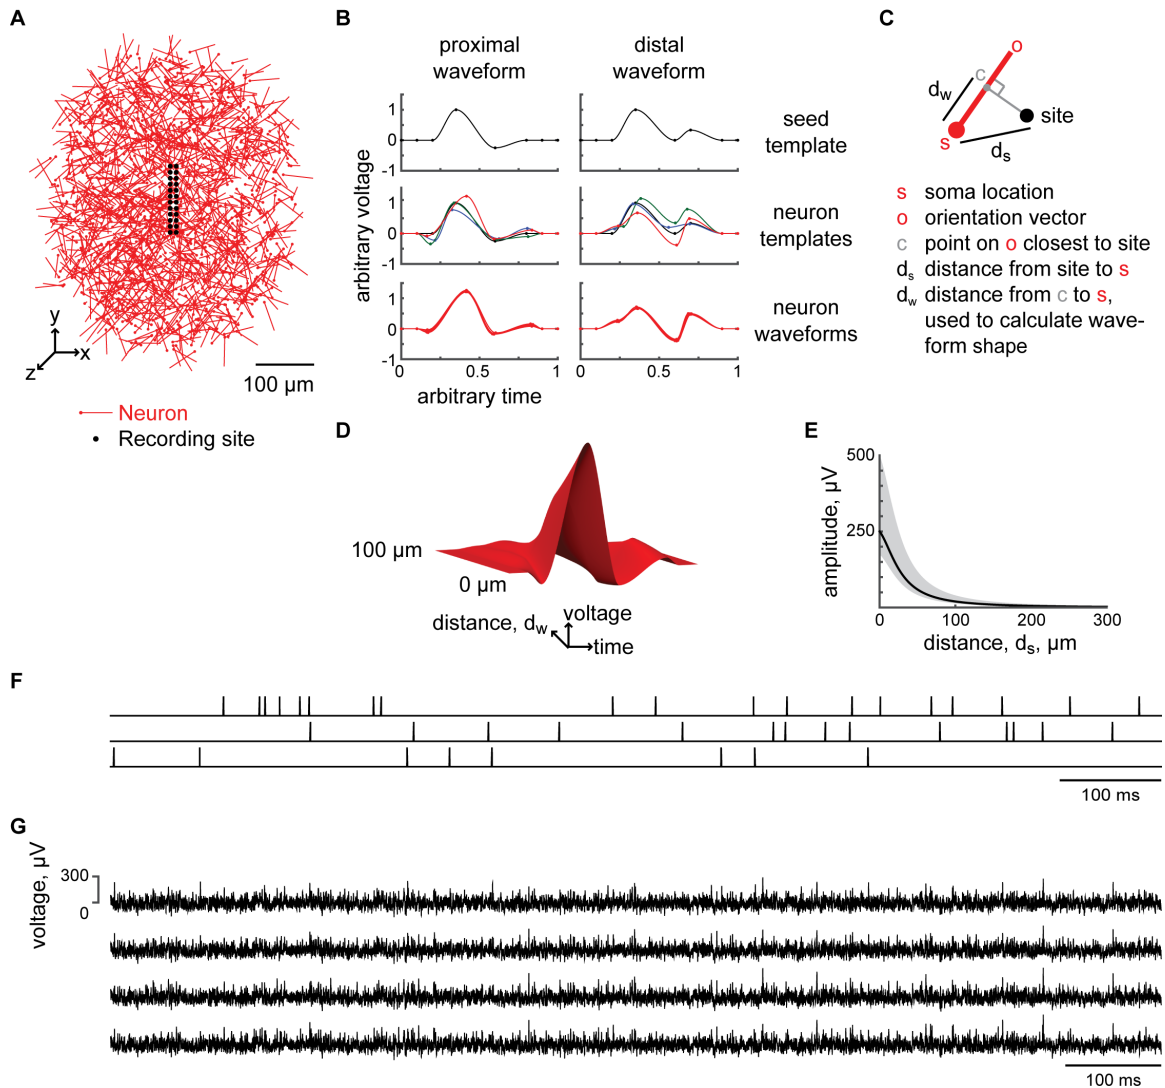 A
y
x
z
100 µm
Neuron
Recording site
B
proximal
waveform
distal
waveform
arbitrary voltage
1
0
-1
seed
template
1
0
-1
neuron
templates
1
0
-1
neuron
waveforms
0 0.5 1
0 0.5 1
arbitrary time
C
o
c
dw
site
s
ds
s soma location
o orientation vector
c point on o closest to site
ds distance from site to s
dw distance from c to s,
used to calculate wave-
form shape
D
100 µm
0 µm
distance, dw
voltage
time
E
amplitude, µV
500
250
0 100 200 300
distance, ds, µm
F
100 ms
G
voltage, µV
300
0
100 ms